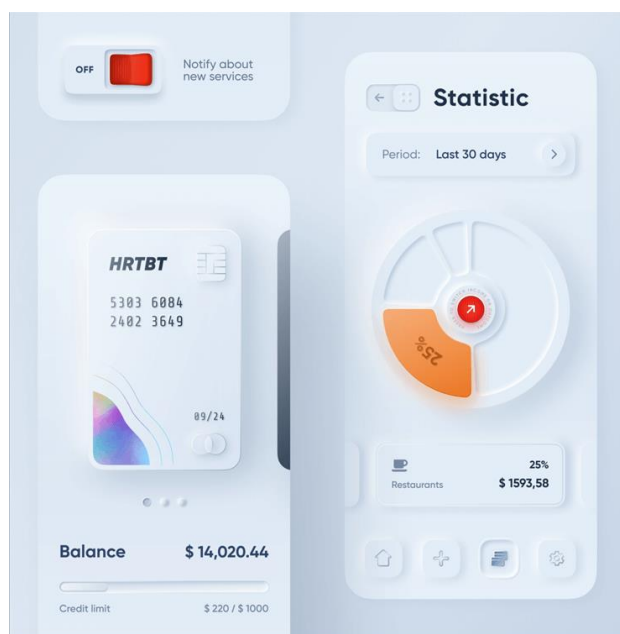 OFF
Notify about
new services
HRTBT
5303 6084
2402 3649
09/24
Balance
$ 14,020.44
Credit limit
$ 220 / $ 1000
Statistic
Period: Last 30 days
25%
25%
Restaurants
$ 1593,58